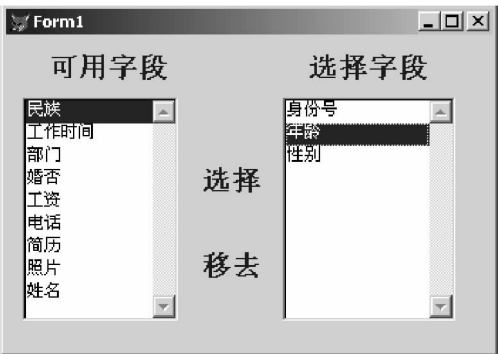 Form1
可用字段
选择字段
民族
工作时间
部门
婚否
工资
电话
简历
照片
姓名
选择
移去
身份号
年龄
性别